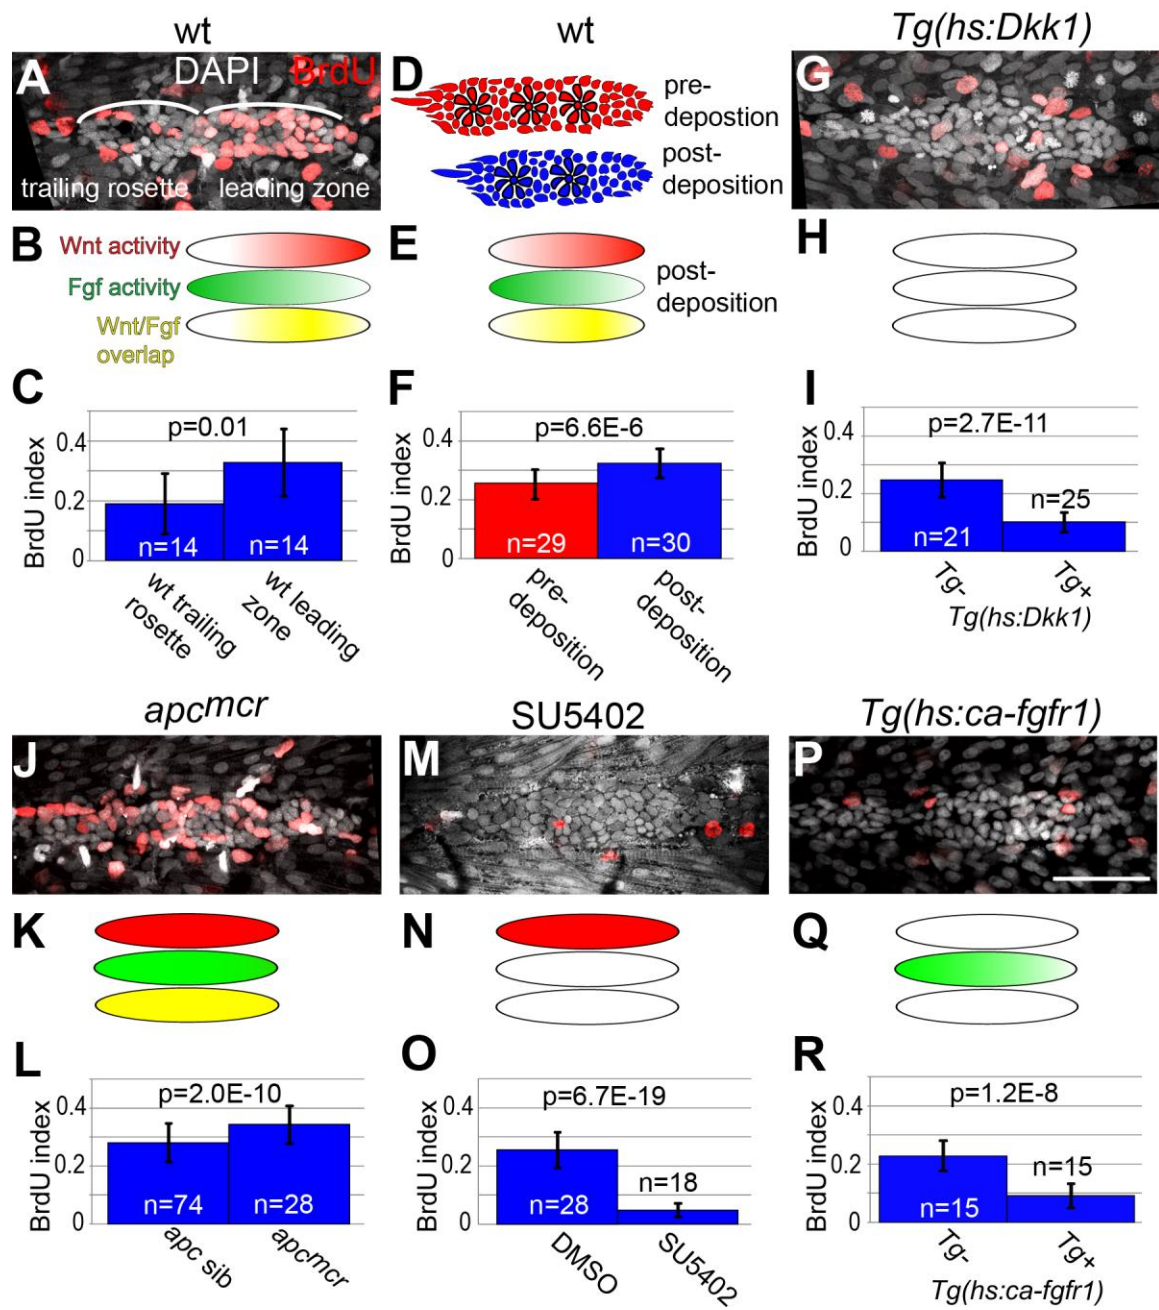 wt
wt
Tg(hs:Dkk1)
A
DAPI
BrdU
trailing rosette
leading zone
D
pre-
depostion
post-
deposition
G
B
Wnt activity
Fgf activity
Wnt/Fgf
overlap
E
post-
deposition
H
C
p=0.01
BrdU index
0.4
0.2
0
n=14
n=14
wt trailing
rosette
wt leading
zone
F
p=6.6E-6
BrdU index
0.4
0.2
0
n=29
n=30
pre-
deposition
post-
deposition
I
p=2.7E-11
BrdU index
0.4
0.2
0
n=21
n=25
Tg-
Tg+
Tg(hs:Dkk1)
apcmcr
SU5402
Tg(hs:ca-fgfr1)
J
M
P
K
N
Q
L
p=2.0E-10
BrdU index
0.4
0.2
0
n=74
n=28
apc sib
apcmcr
O
p=6.7E-19
BrdU index
0.4
0.2
0
n=28
n=18
DMSO
SU5402
R
p=1.2E-8
BrdU index
0.4
0.2
0
n=15
n=15
Tg-
Tg+
Tg(hs:ca-fgfr1)